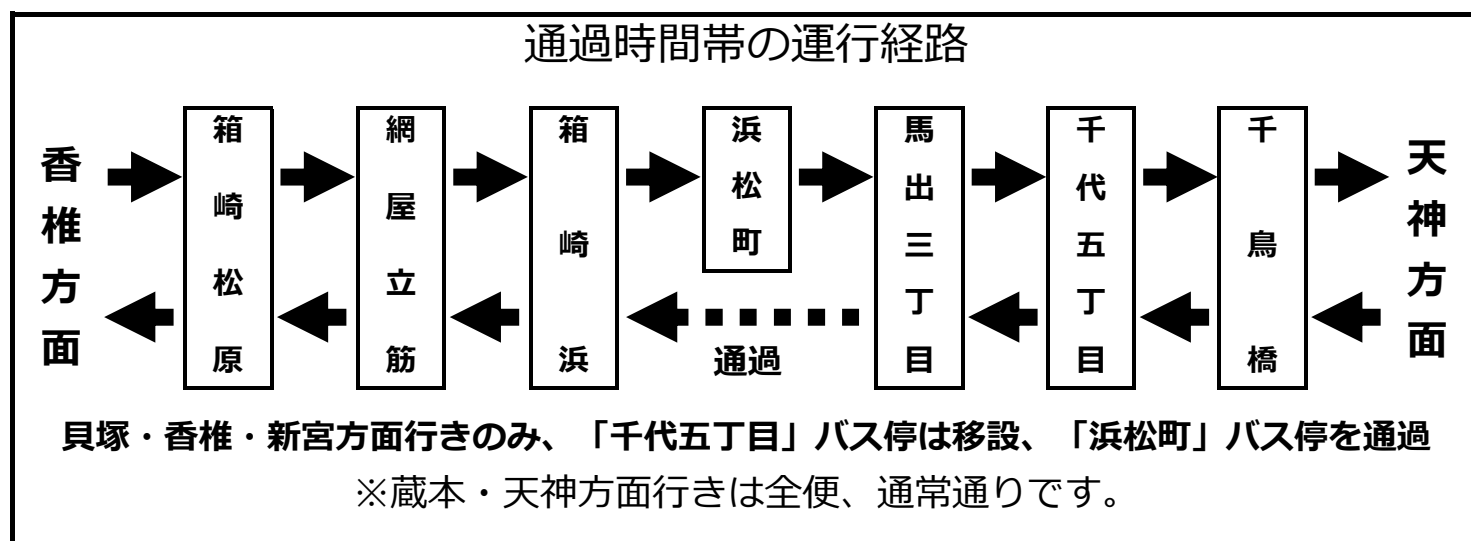 通過時間帯の運行経路
香椎方面
箱崎松原
網屋立筋
箱崎浜
浜松町
馬出三丁目
千代五丁目
千鳥橋
天神方面
通過
貝塚・香椎・新宮方面行きのみ、「千代五丁目」バス停は移設、「浜松町」バス停を通過
※蔵本・天神方面行きは全便、通常通りです。